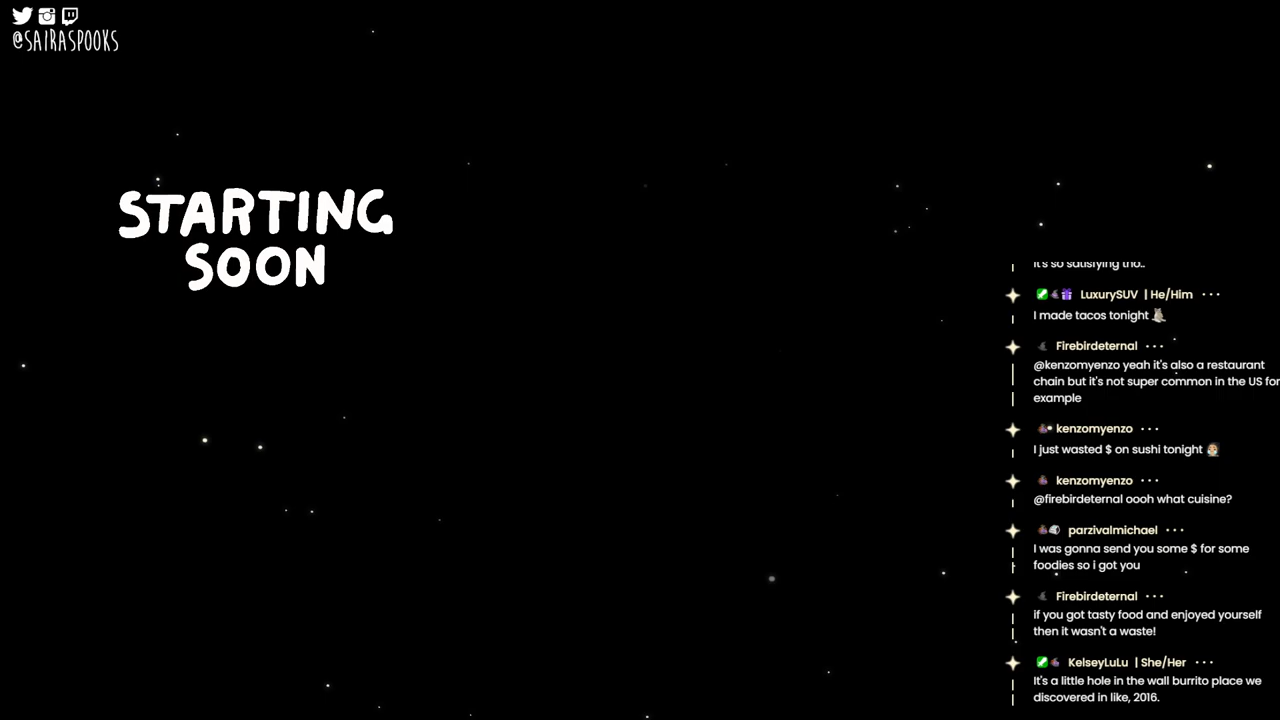 @SAIRASPOOKS
STARTING
SOON
it's so satisfying tho..
LuxurySUV | He/Him
I made tacos tonight
Firebirdeternal
@kenzomyenzo yeah it's also a restaurant
chain but it's not super common in the US for
example
kenzomyenzo
I just wasted $ on sushi tonight
kenzomyenzo
@firebirdeternal oooh what cuisine?
parzivalmichael
I was gonna send you some $ for some
foodies so i got you
Firebirdeternal
if you got tasty food and enjoyed yourself
then it wasn't a waste!
KelseyLuLu | She/Her
It's a little hole in the wall burrito place we
discovered in like, 2016.